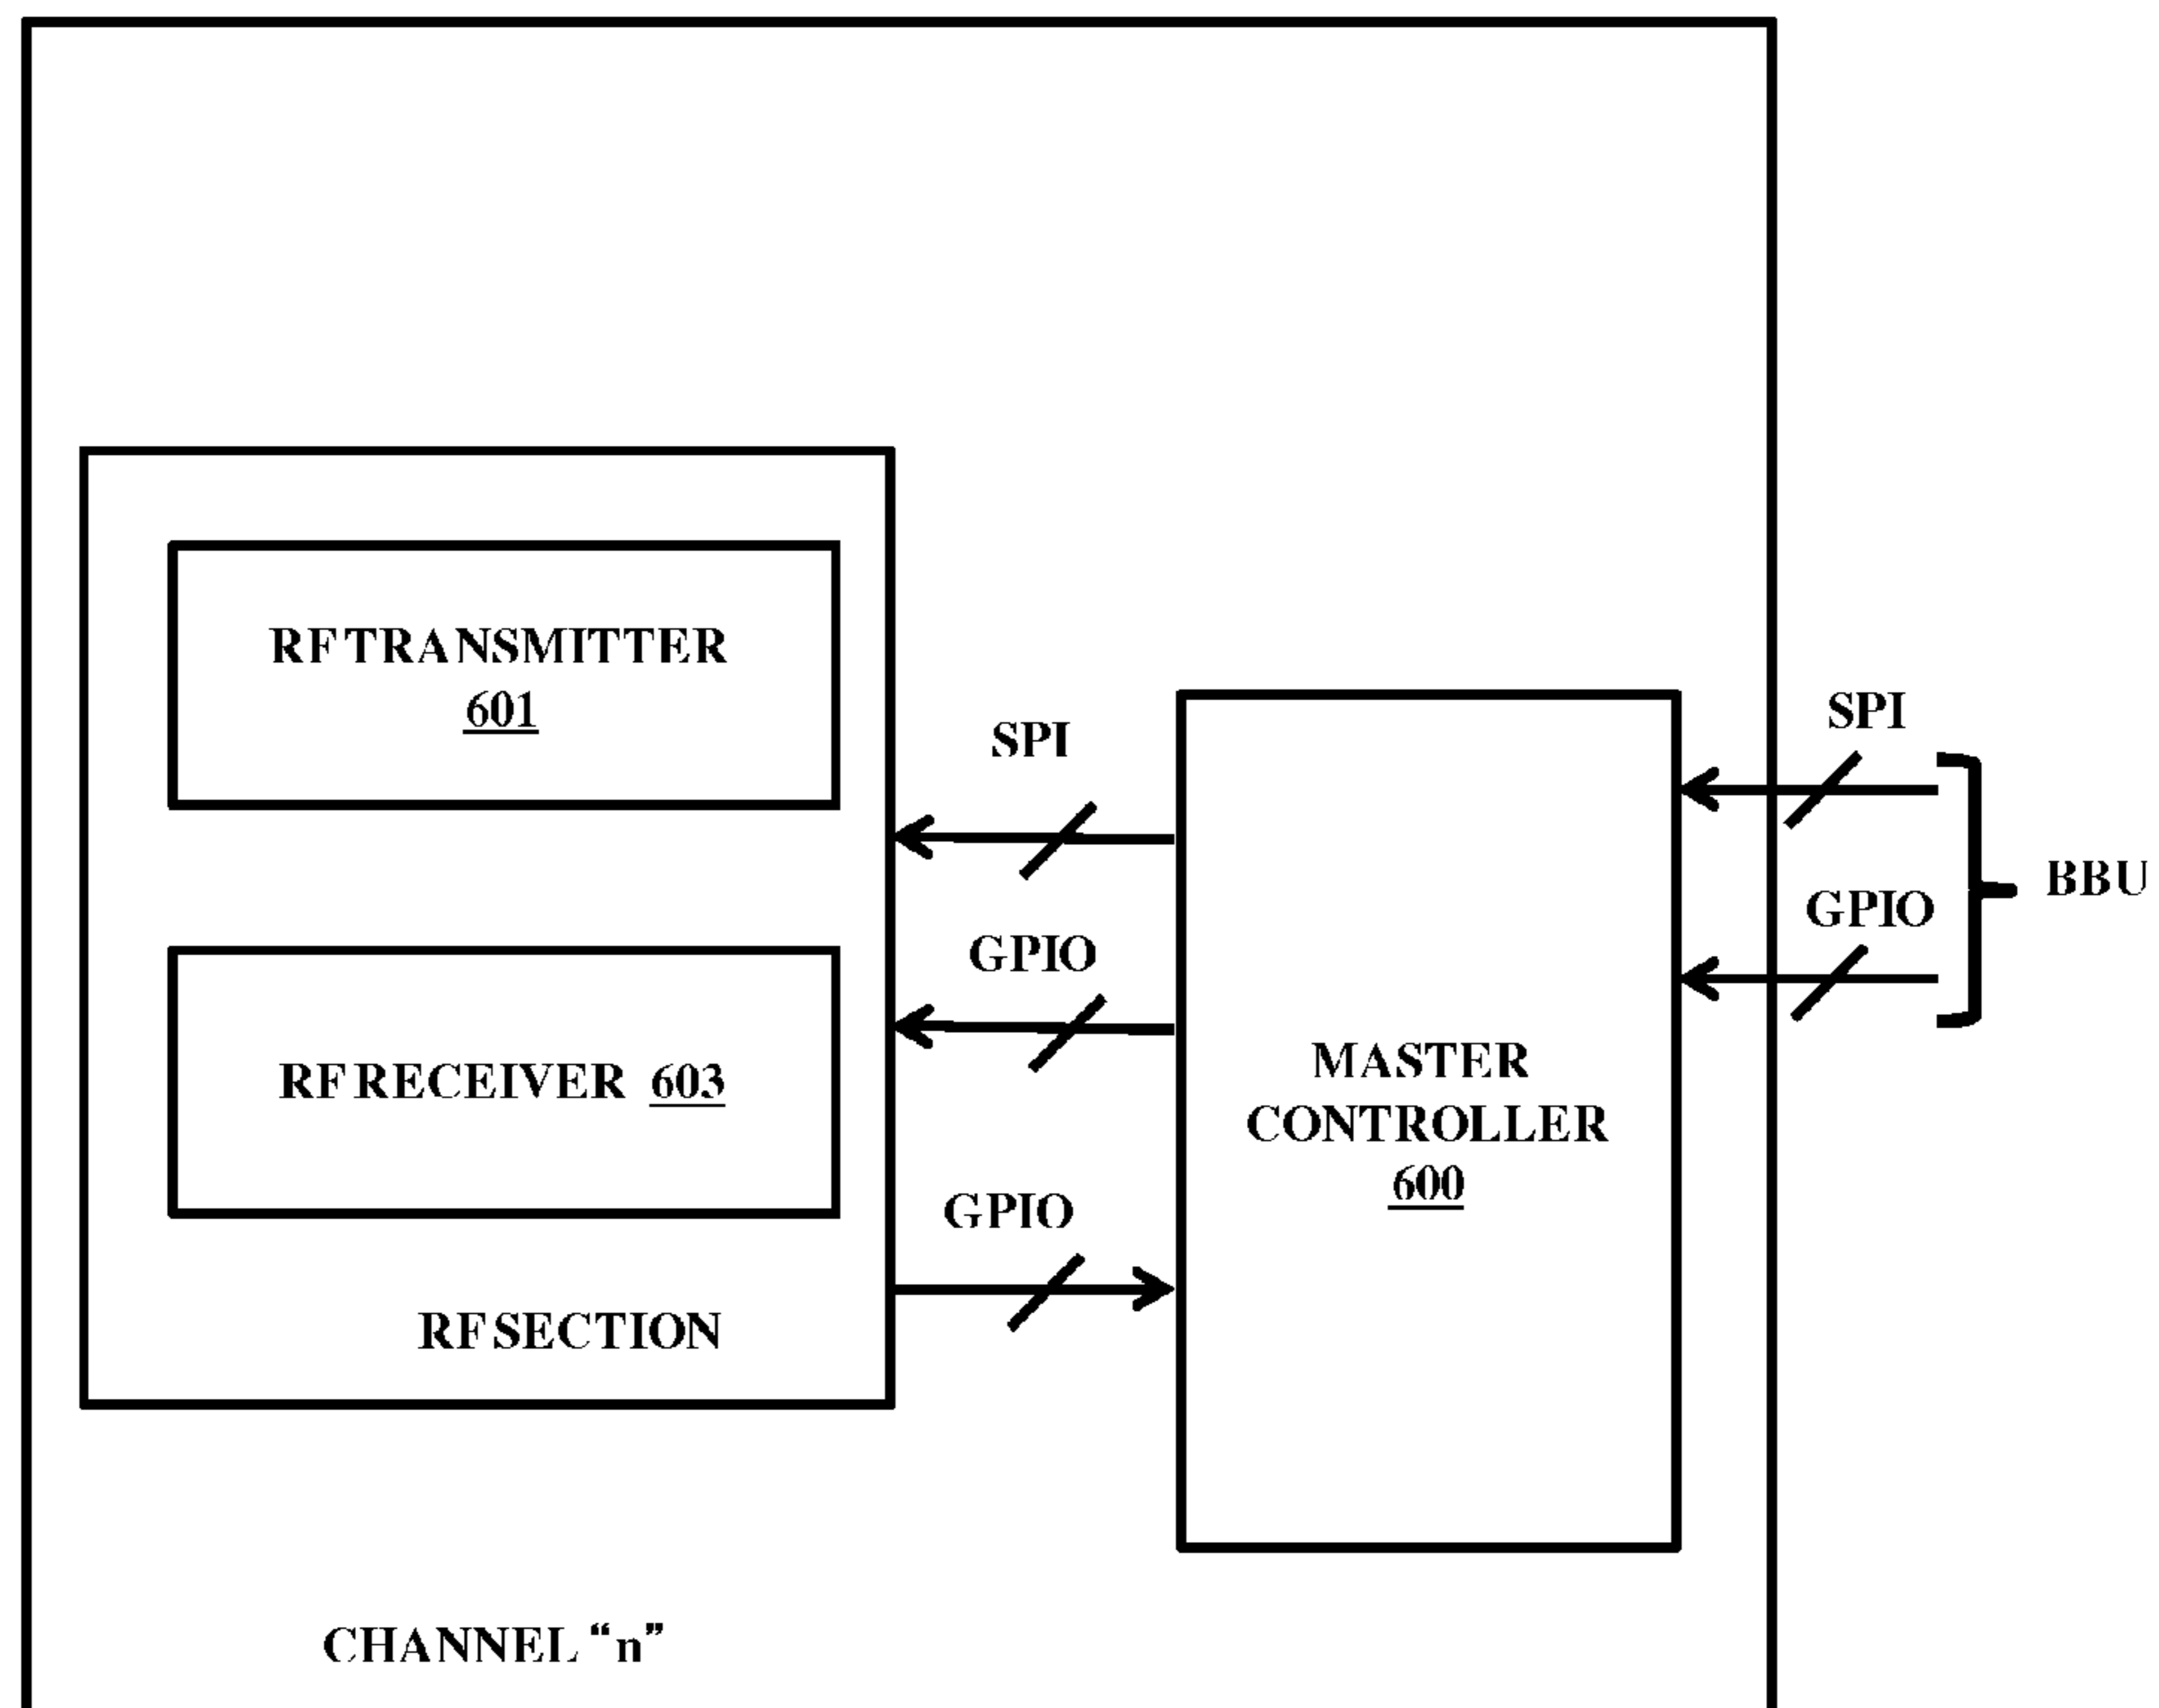 RF TRANSMITTER
601
SPI
SPI
BBU
GPIO
GPIO
MASTER
CONTROLLER
600
RF RECEIVER 603
GPIO
RF SECTION
CHANNEL “n”